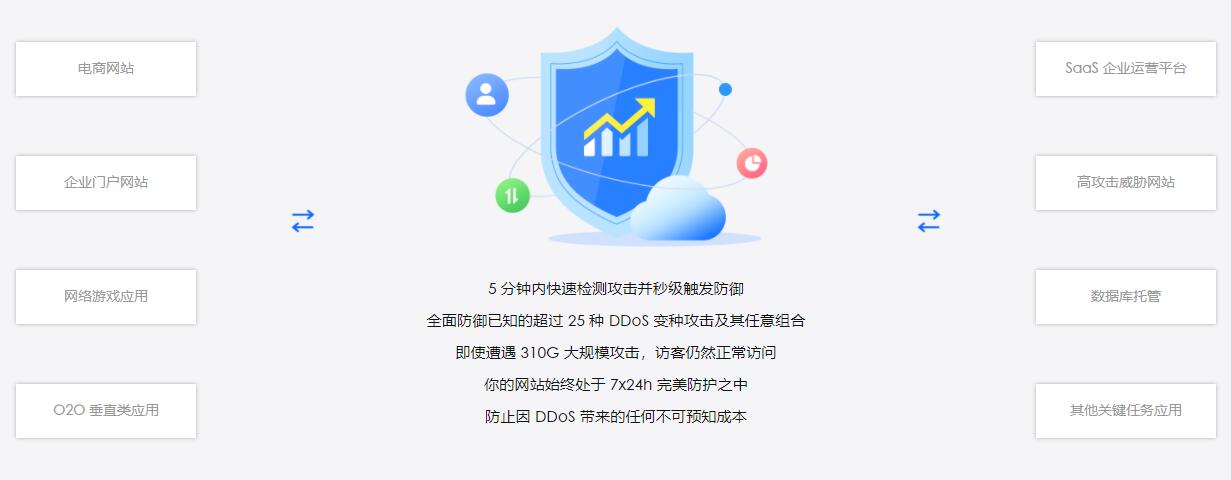 电商网站
企业门户网站
网络游戏应用
O2O 垂直类应用
5 分钟内快速检测攻击并秒级触发防御
全面防御已知的超过 25 种 DDoS 变种攻击及其任意组合
即使遭遇 310G 大规模攻击，访客仍然正常访问
你的网站始终处于 7x24h 完美防护之中
防止因 DDoS 带来的任何不可预知成本
SaaS 企业运营平台
高攻击威胁网站
数据库托管
其他关键任务应用